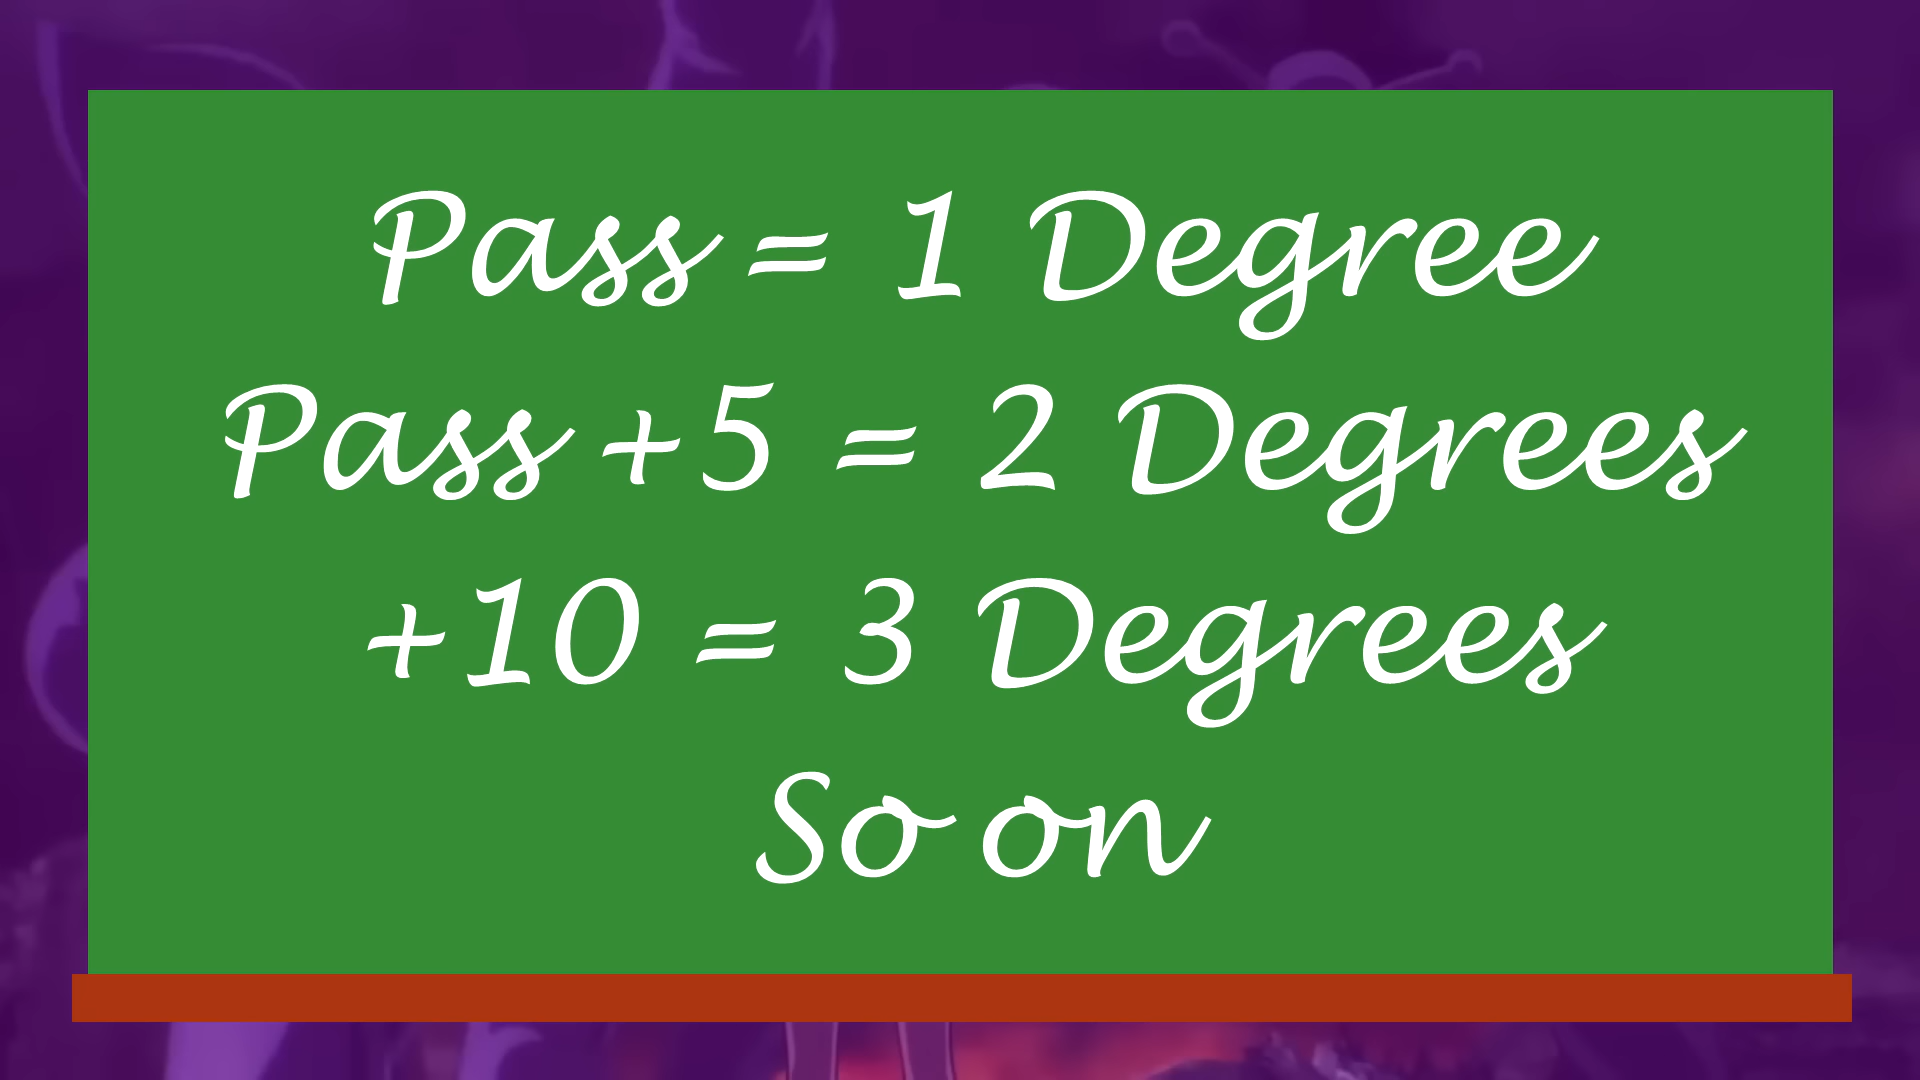 Pass = 1 Degree
Pass +5 = 2 Degrees
+10 = 3 Degrees
So on